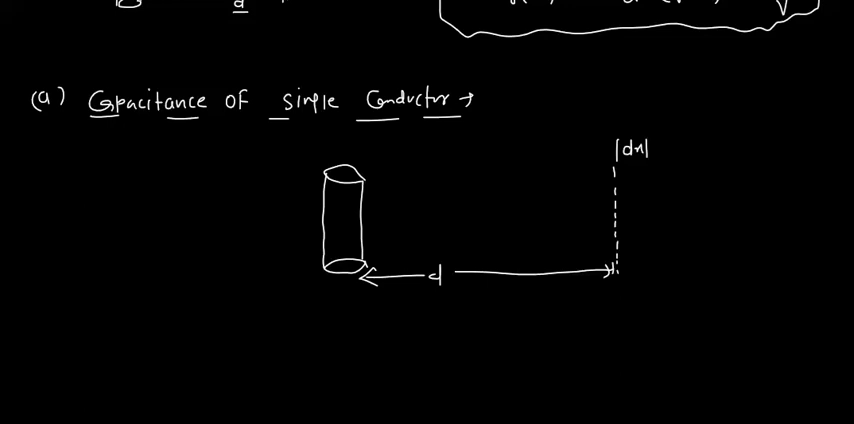 (a) Capacitance of single Conductor →
|dx|
d